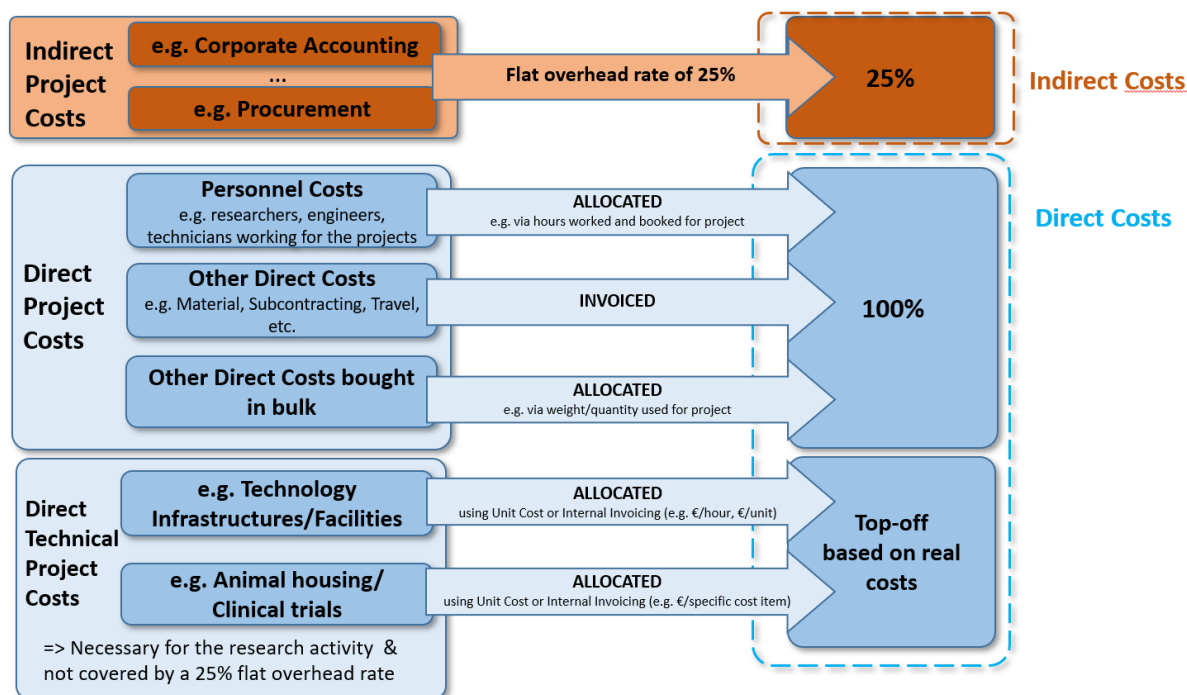 Indirect
Project
Costs
e.g. Corporate Accounting
...
e.g. Procurement
Flat overhead rate of 25%
25%
Indirect Costs
Direct
Project
Costs
Personnel Costs
e.g. researchers, engineers,
technicians working for the projects
ALLOCATED
e.g. via hours worked and booked for project
Other Direct Costs
e.g. Material, Subcontracting, Travel,
etc.
INVOICED
Other Direct Costs bought
in bulk
ALLOCATED
e.g. via weight/quantity used for project
100%
Direct Costs
Direct
Technical
Project
Costs
e.g. Technology
Infrastructures/Facilities
ALLOCATED
using Unit Cost or Internal Invoicing (e.g. €/hour, €/unit)
e.g. Animal housing/
Clinical trials
ALLOCATED
using Unit Cost or Internal Invoicing (e.g. €/specific cost item)
Top-off
based on real
costs
=> Necessary for the research activity &
not covered by a 25% flat overhead rate